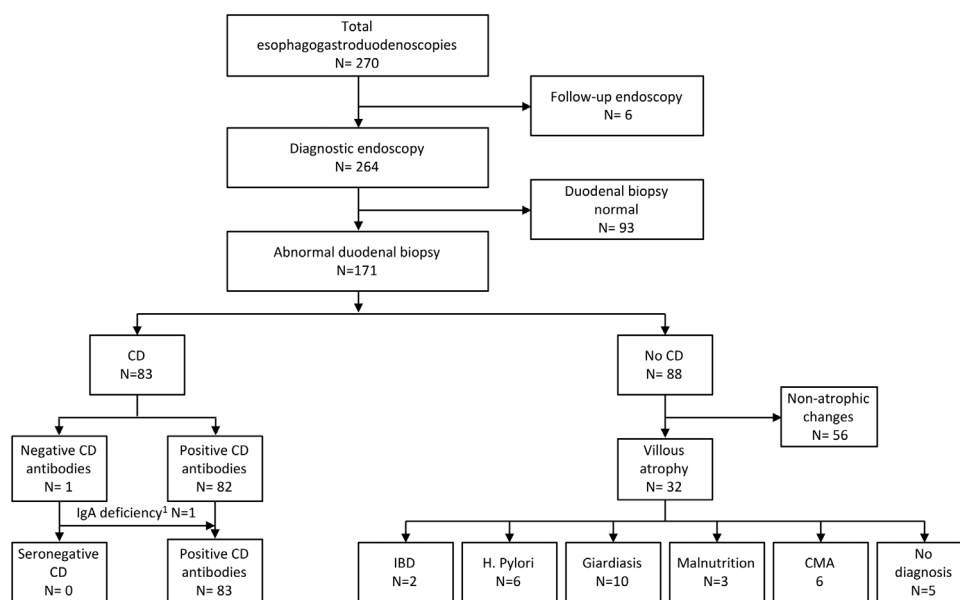 Total
esophagogastroduodenoscopies
N= 270
Follow-up endoscopy
N= 6
Diagnostic endoscopy
N= 264
Duodenal biopsy
normal
N= 93
Abnormal duodenal biopsy
N=171
CD
N=83
No CD
N= 88
Non-atrophic
changes
N= 56
Negative CD
antibodies
N= 1
Positive CD
antibodies
N= 82
Villous
atrophy
N= 32
IgA deficiency¹ N=1
Seronegative
CD
N= 0
Positive CD
antibodies
N= 83
IBD
N=2
H. Pylori
N=6
Giardiasis
N=10
Malnutrition
N=3
CMA
6
No
diagnosis
N=5